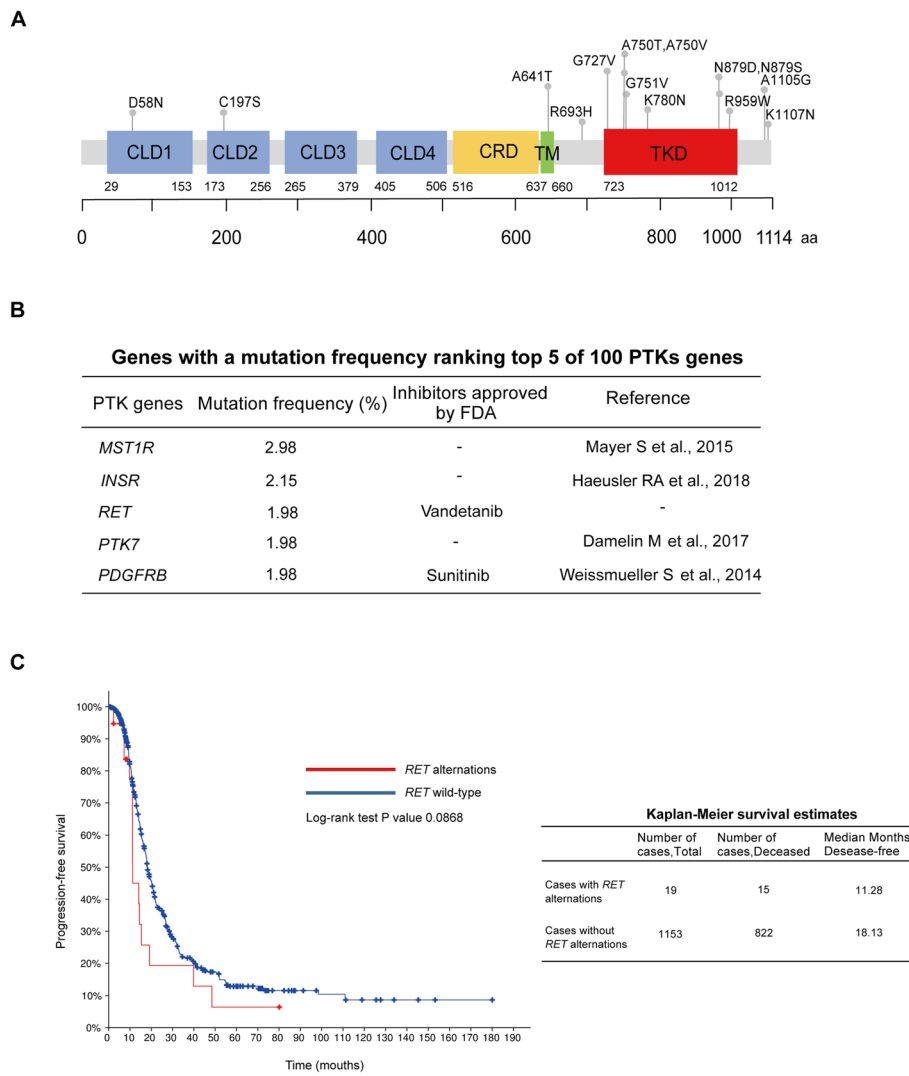 A
D58N
C197S
A641T
R693H
G727V
A750T,A750V
G751V
K780N
N879D,N879S
R959W
A1105G
K1107N
CLD1
CLD2
CLD3
CLD4
CRD
TM
TKD
29 153 173 256 265 379 405 506 516 637 660 723 1012
0 200 400 600 800 1000 1114 aa
B
Genes with a mutation frequency ranking top 5 of 100 PTKs genes
PTK genes Mutation frequency (%) Inhibitors approved by FDA Reference
MST1R 2.98 - Mayer S et al., 2015
INSR 2.15 - Haeusler RA et al., 2018
RET 1.98 Vandetanib -
PTK7 1.98 - Damelin M et al., 2017
PDGFRB 1.98 Sunitinib Weissmueller S et al., 2014
C
Progression-free survival
100%
90%
80%
70%
60%
50%
40%
30%
20%
10%
0%
0 10 20 30 40 50 60 70 80 90 100 110 120 130 140 150 160 170 180 190
Time (mouths)
RET alternations
RET wild-type
Log-rank test P value 0.0868
Kaplan-Meier survival estimates
Number of cases,Total
Number of cases,Deceased
Median Months Desease-free
Cases with RET alternations 19 15 11.28
Cases without RET alternations 1153 822 18.13